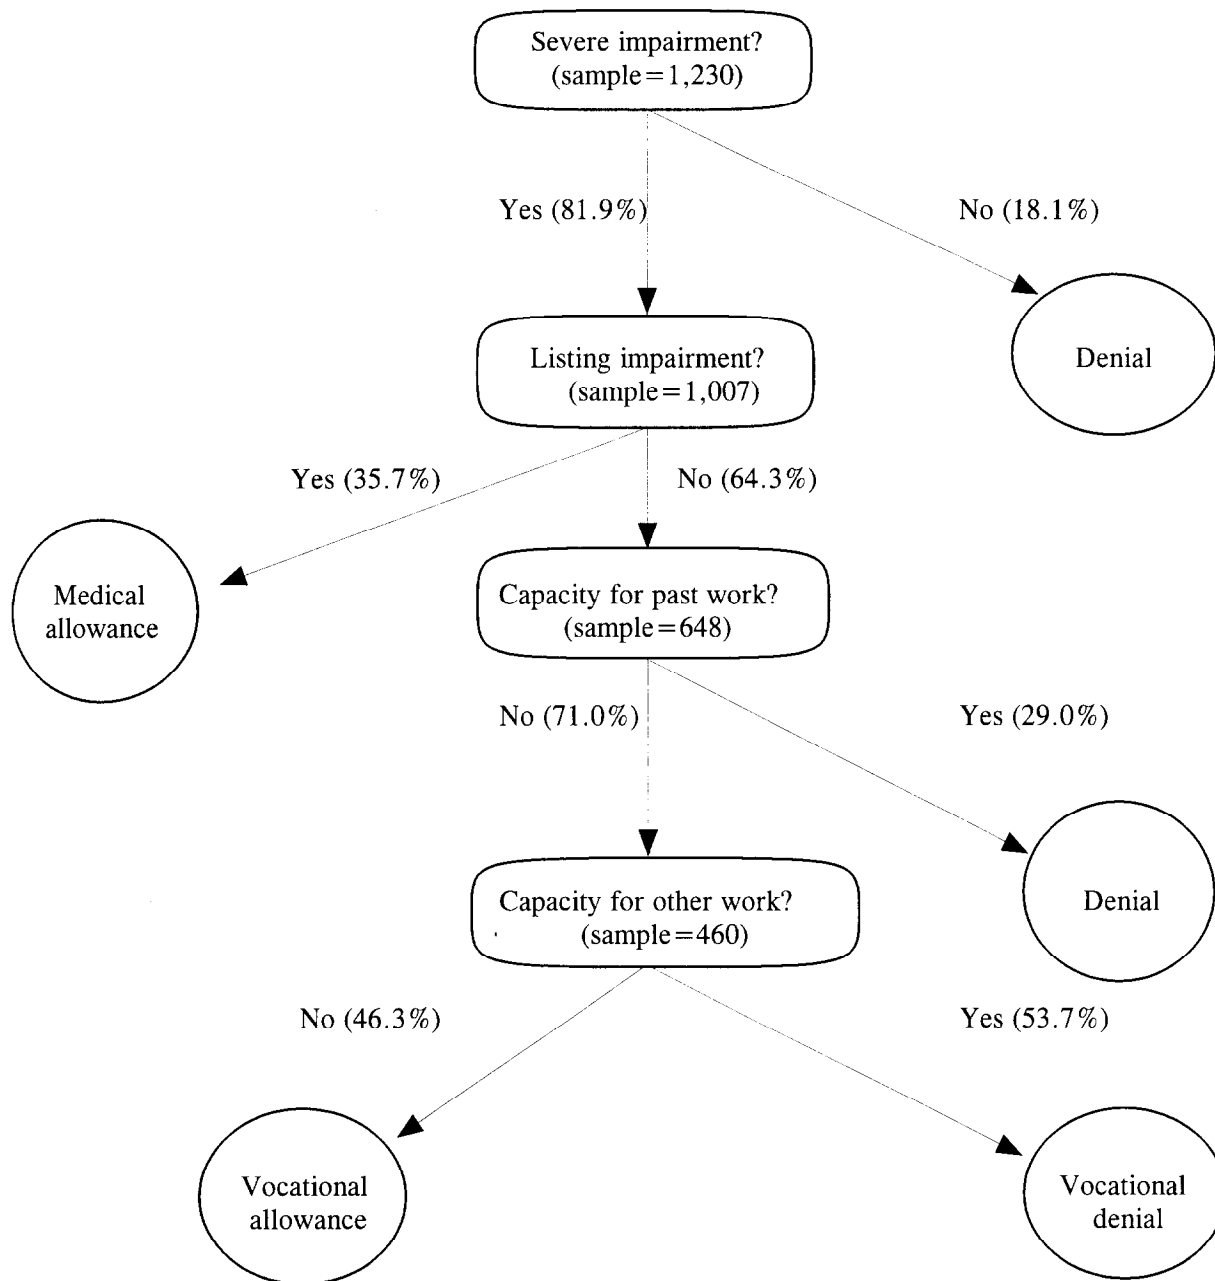 Severe impairment?
(sample=1,230)
Yes (81.9%)
No (18.1%)
Listing impairment?
(sample=1,007)
Denial
Yes (35.7%)
No (64.3%)
Medical
allowance
Capacity for past work?
(sample=648)
No (71.0%)
Yes (29.0%)
Capacity for other work?
(sample=460)
Denial
No (46.3%)
Yes (53.7%)
Vocational
allowance
Vocational
denial